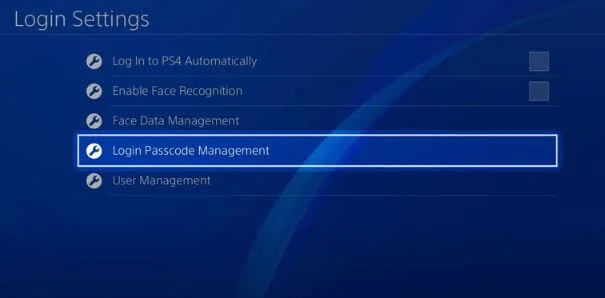 Login Settings
Log In to PS4 Automatically
Enable Face Recognition
Face Data Management
Login Passcode Management
User Management